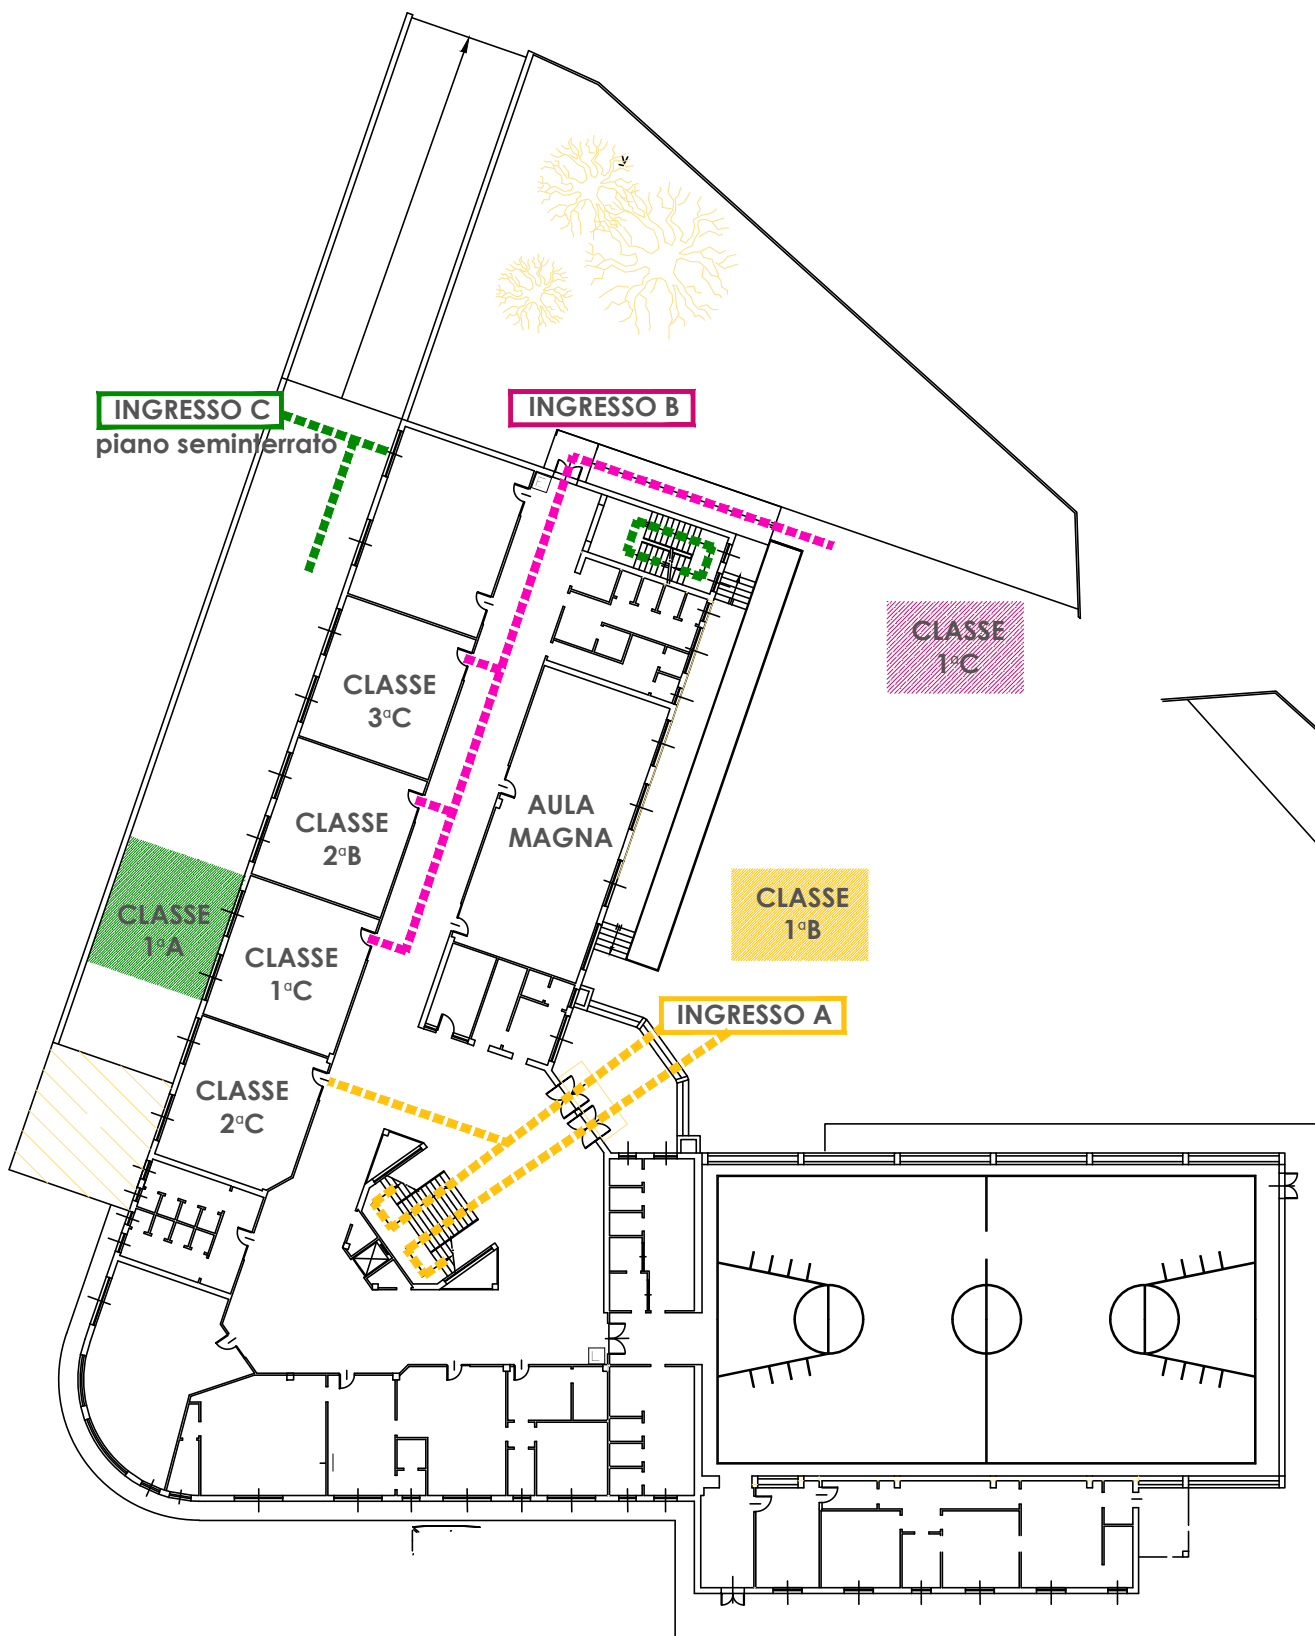 INGRESSO C
piano seminterrato
INGRESSO B
CLASSE
1ªC
CLASSE
3ªC
CLASSE
2ªB
AULA
MAGNA
CLASSE
1ªA
CLASSE
1ªB
CLASSE
1ªC
INGRESSO A
CLASSE
2ªC